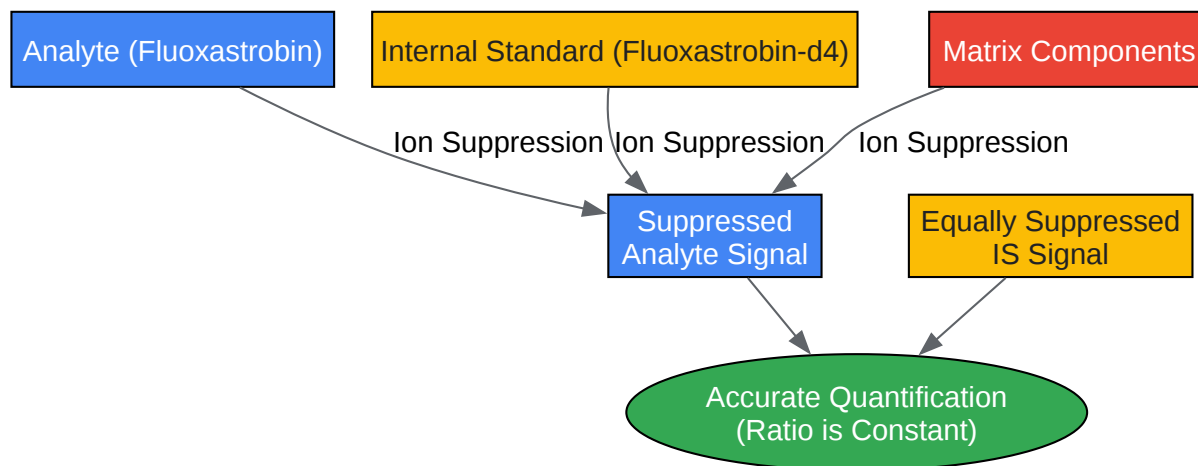 Analyte (Fluoxastrobin)
Internal Standard (Fluoxastrobin-d4)
Matrix Components
Ion Suppression
Ion Suppression
Ion Suppression
Suppressed
Analyte Signal
Equally Suppressed
IS Signal
Accurate Quantification
(Ratio is Constant)